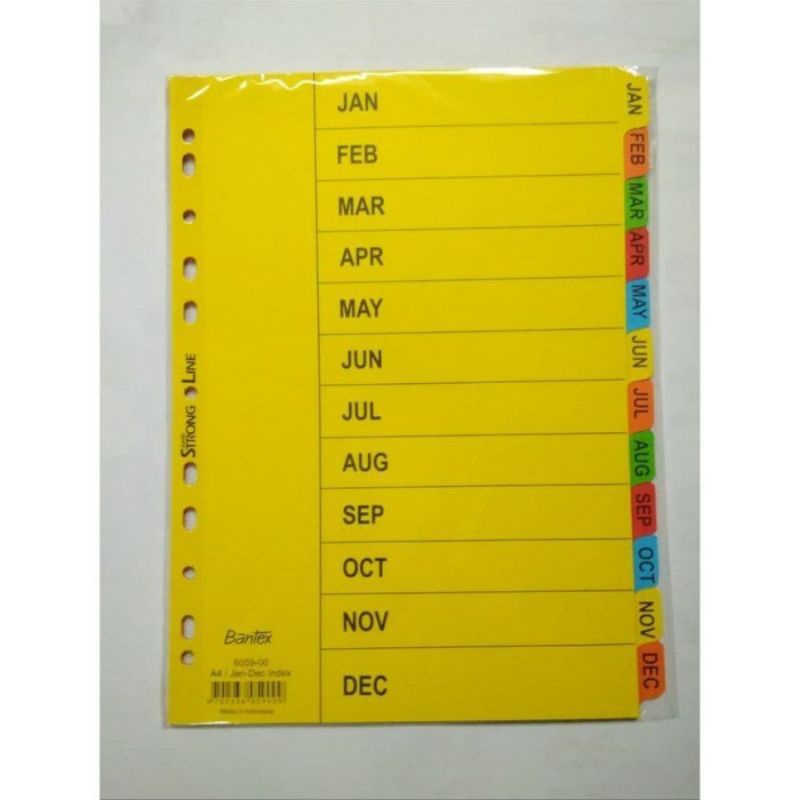 JAN
FEB
MAR
APR
MAY
JUN
JUL
AUG
SEP
OCT
NOV
DEC
JAN
FEB
MAR
APR
MAY
JUN
JUL
AUG
SEP
OCT
NOV
DEC
STRONG LINE
Bantex
6059-00
A4 / Jan-Dec Index
Made in Indonesia